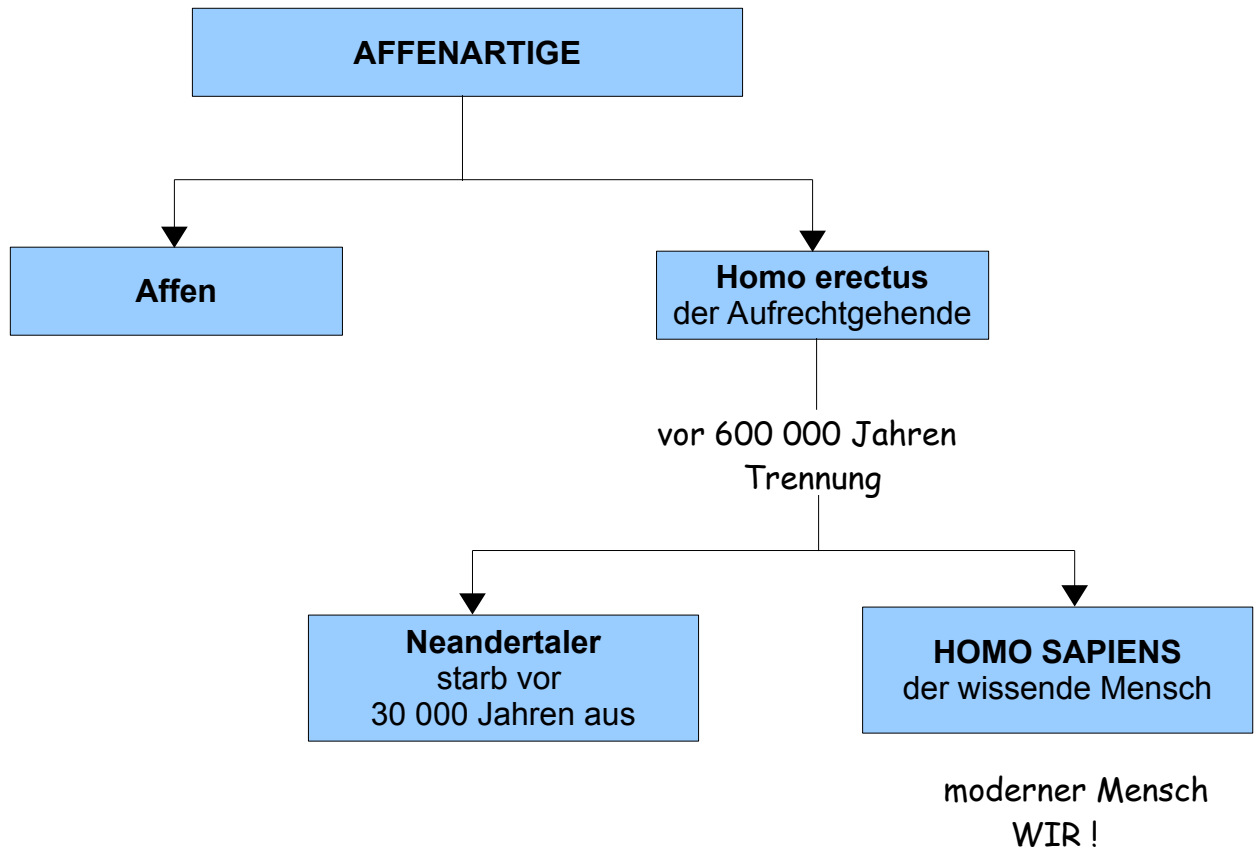 AFFENARTIGE
Affen
Homo erectus
der Aufrechtgehende
vor 600 000 Jahren
Trennung
Neandertaler
starb vor
30 000 Jahren aus
HOMO SAPIENS
der wissende Mensch
moderner Mensch
WIR !